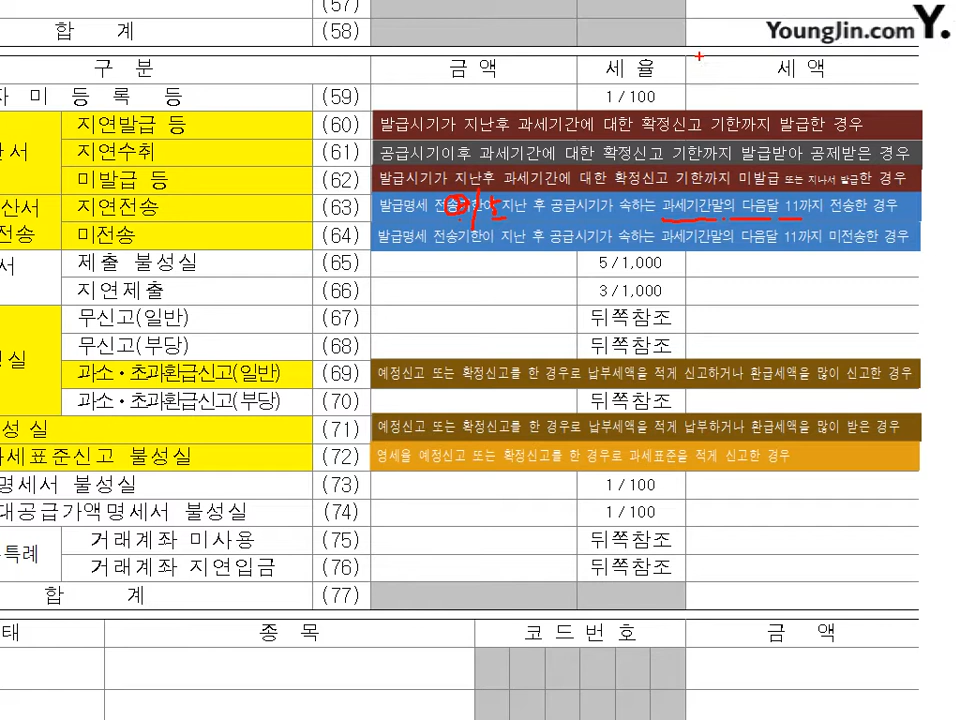 (57)
합 계 (58)
YoungJin.com Y.
구 분 금 액 세 율 세 액
자 미 등 록 등 (59) 1 / 100
지연발급 등 (60) 발급시기가 지난후 과세기간에 대한 확정신고 기한까지 발급한 경우
산서 지연수취 (61) 공급시기이후 과세기간에 대한 확정신고 기한까지 발급받아 공제받은 경우
미발급 등 (62) 발급시기가 지난후 과세기간에 대한 확정신고 기한까지 미발급 또는 지나서 발급한 경우
산서 지연전송 (63) 발급명세 전송기한이 지난 후 공급시기가 속하는 과세기간말의 다음달 11까지 전송한 경우
전송 미전송 (64) 발급명세 전송기한이 지난 후 공급시기가 속하는 과세기간말의 다음달 11까지 미전송한 경우
서 제출 불성실 (65) 5 / 1,000
지연제출 (66) 3 / 1,000
무신고(일반) (67) 뒤쪽참조
무신고(부당) (68) 뒤쪽참조
실 과소·초과환급신고(일반) (69) 예정신고 또는 확정신고를 한 경우로 납부세액을 적게 신고하거나 환급세액을 많이 신고한 경우
과소·초과환급신고(부당) (70) 뒤쪽참조
성 실 (71) 예정신고 또는 확정신고를 한 경우로 납부세액을 적게 납부하거나 환급세액을 많이 받은 경우
과세표준신고 불성실 (72) 영세율 예정신고 또는 확정신고를 한 경우로 과세표준을 적게 신고한 경우
명세서 불성실 (73) 1 / 100
대공급가액명세서 불성실 (74) 1 / 100
특례 거래계좌 미사용 (75) 뒤쪽참조
거래계좌 지연입금 (76) 뒤쪽참조
합 계 (77)
태 종 목 코 드 번 호 금 액